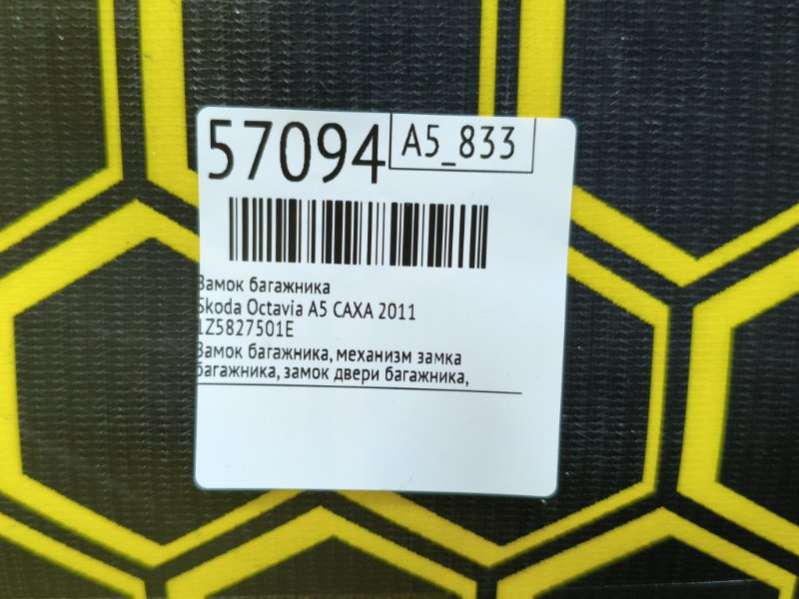 57094
A5_833
Замок багажника
Skoda Octavia A5 CAXA 2011
1Z5827501E
Замок багажника, механизм замка
багажника, замок двери багажника,